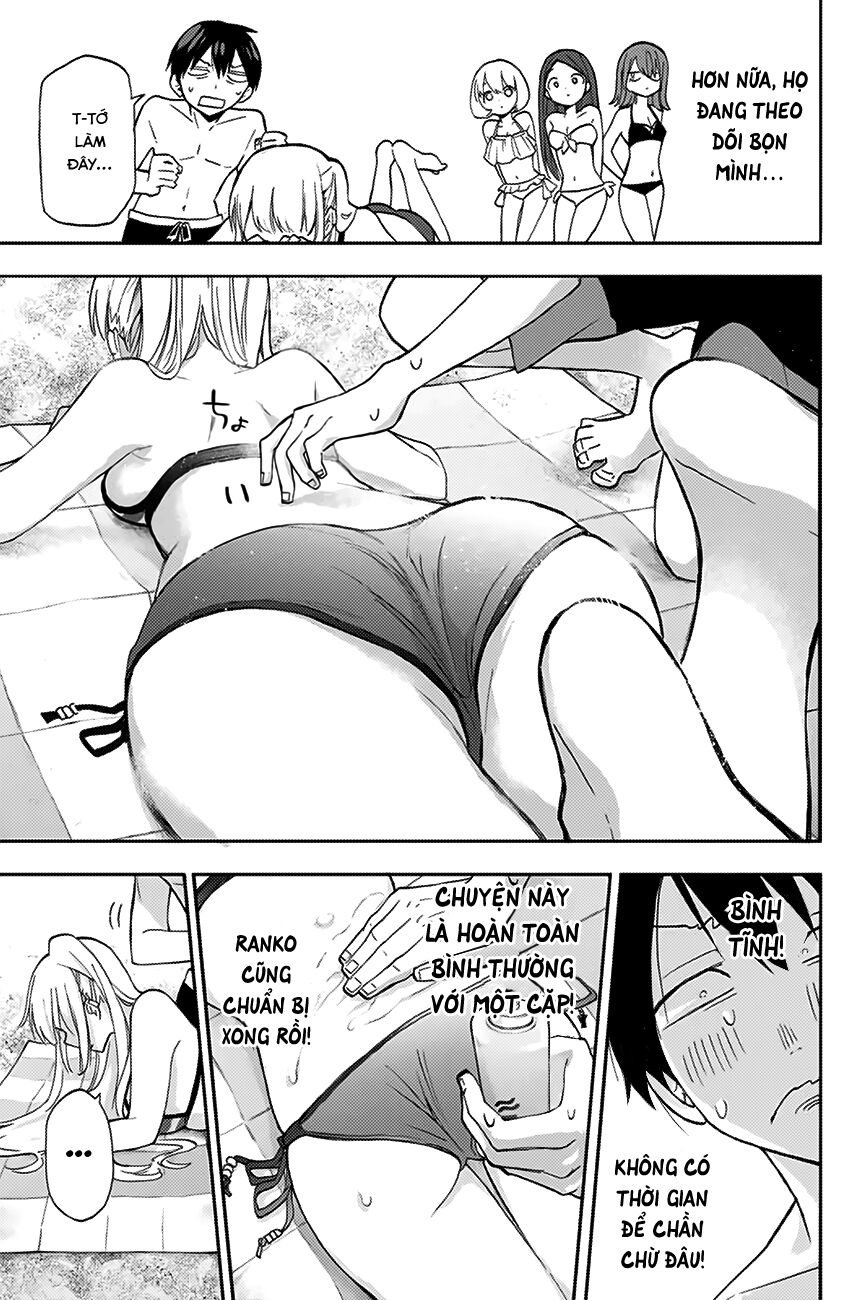 HƠN NỮA, HỌ
ĐANG THEO
DÕI BỌN
MÌNH...
T-TỚ
LÀM
ĐÂY...
ちょ
い
BÌNH
TĨNH!
KHÔNG CÓ
THỜI GIAN
ĐỂ CHẦN
CHỪ ĐÂU!
CHUYỆN NÀY
LÀ HOÀN TOÀN
BÌNH THƯỜNG
VỚI MỘT CẶP!
RANKO
CŨNG
CHUẨN BỊ
XONG RỒI!
...